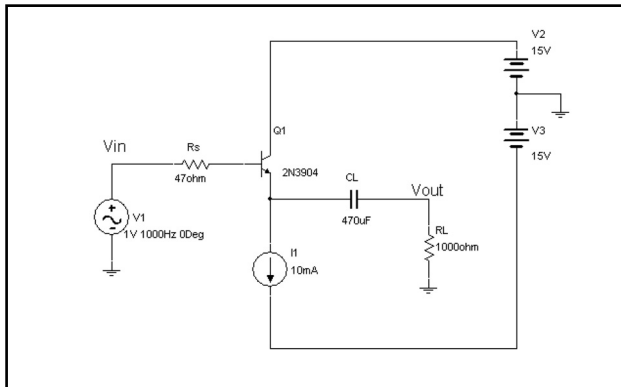 V2
15V
V3
15V
Q1
2N3904
Vin
Rs
47ohm
V1
1V 1000Hz 0Deg
CL
470uF
Vout
RL
1000ohm
I1
10mA